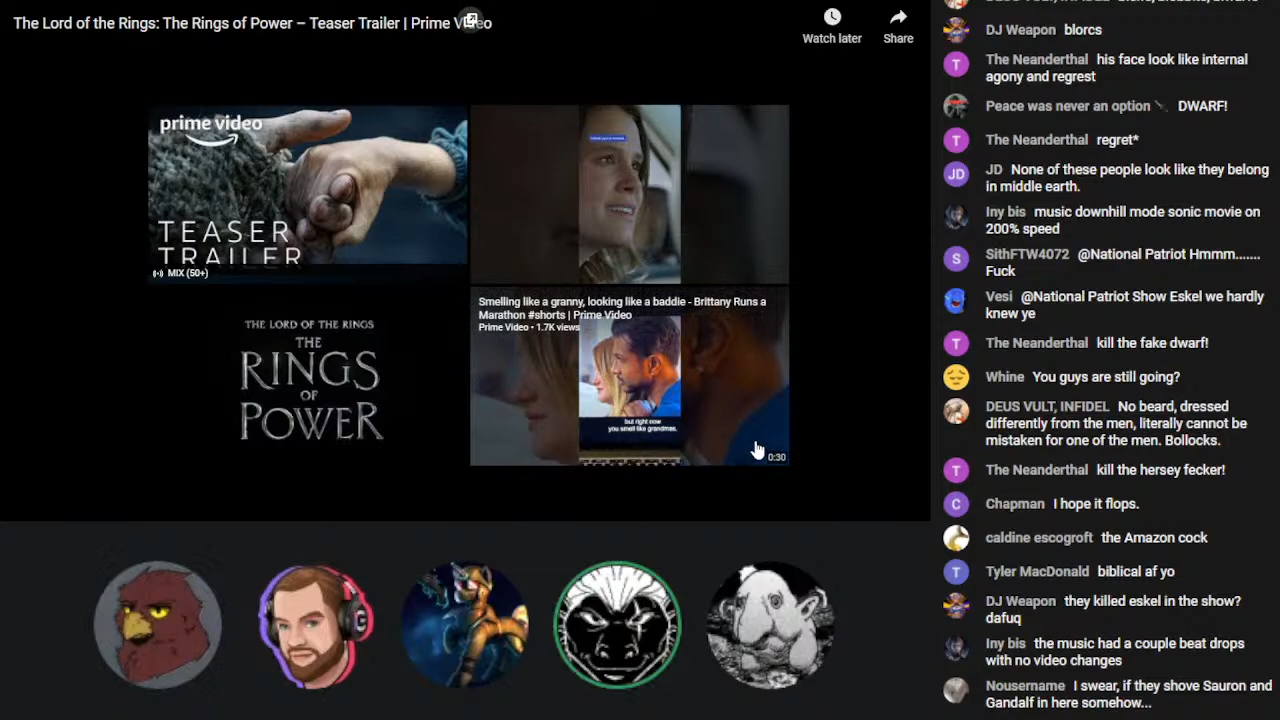 The Lord of the Rings: The Rings of Power – Teaser Trailer | Prime Video
Watch later
Share
prime video
TEASER
TRAILER
MIX (50+)
THE LORD OF THE RINGS
THE
RINGS
OF
POWER
Smelling like a granny, looking like a baddie - Brittany Runs a
Marathon #shorts | Prime Video
Prime Video • 1.7K views
but right now
you smell like grandma.
0:30
DJ Weapon blorcs
The Neanderthal his face look like internal
agony and regrest
Peace was never an option DWARF!
The Neanderthal regret*
JD JD None of these people look like they belong
in middle earth.
Iny bis music downhill mode sonic movie on
200% speed
SithFTW4072 @National Patriot Hmmm.......
Fuck
Vesi @National Patriot Show Eskel we hardly
knew ye
The Neanderthal kill the fake dwarf!
Whine You guys are still going?
DEUS VULT, INFIDEL No beard, dressed
differently from the men, literally cannot be
mistaken for one of the men. Bollocks.
The Neanderthal kill the hersey fecker!
Chapman I hope it flops.
caldine escogroft the Amazon cock
Tyler MacDonald biblical af yo
DJ Weapon they killed eskel in the show?
dafuq
Iny bis the music had a couple beat drops
with no video changes
Nousername I swear, if they shove Sauron and
Gandalf in here somehow...